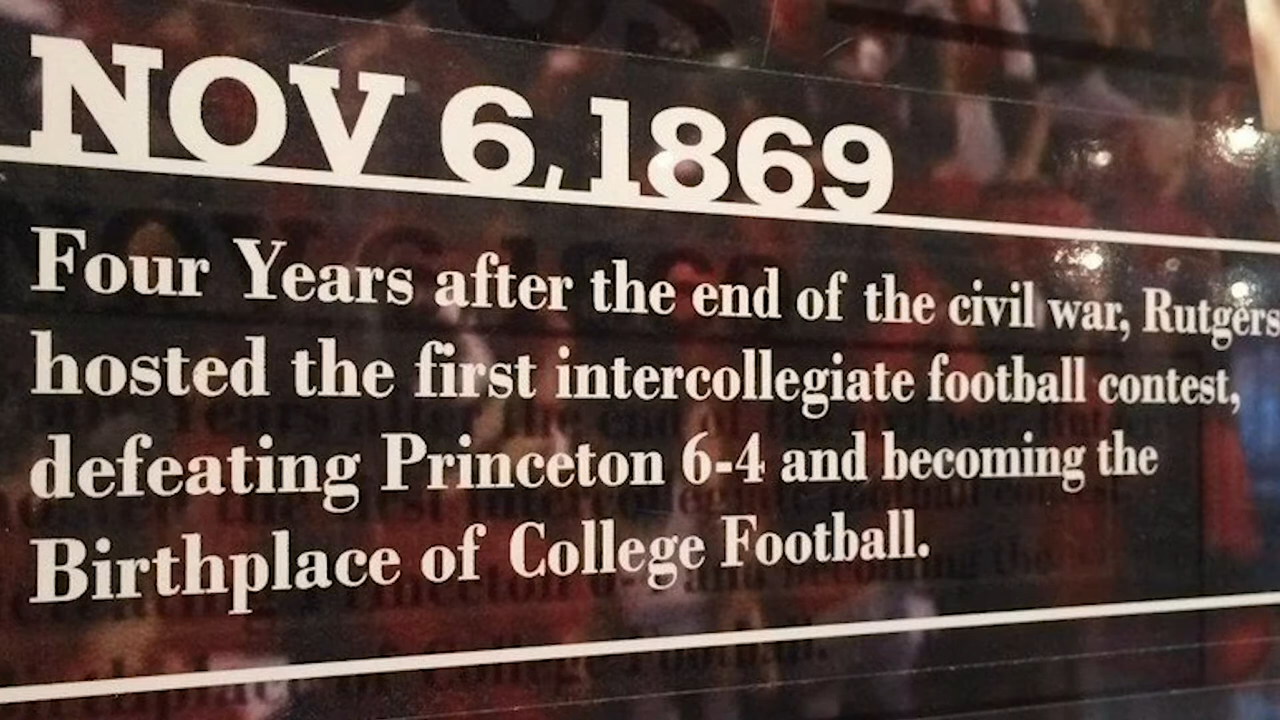 NOV 6,1869
Four Years after the end of the civil war, Rutgers
hosted the first intercollegiate football contest,
defeating Princeton 6-4 and becoming the
Birthplace of College Football.